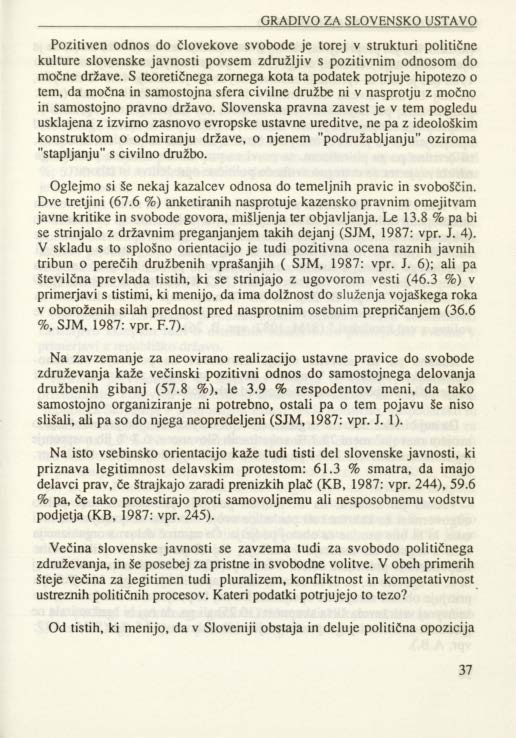 GRADIVO ZA SLOVENSKO USTAVO
Pozitiven odnos do človekove svobode je torej v strukturi politične
kulture slovenske javnosti povsem združljiv s pozitivnim odnosom do
močne države. S teoretičnega zornega kota ta podatek potrjuje hipotezo o
tem, da močna in samostojna sfera civilne družbe ni v nasprotju z močno
in samostojno pravno državo. Slovenska pravna zavest je v tem pogledu
usklajena z izvirno zasnovo evropske ustavne ureditve, ne pa z ideološkim
konstruktom o odmiranju države, o njenem "podružabljanju" oziroma
"stapljanju" s civilno družbo.
Oglejmo si še nekaj kazalcev odnosa do temeljnih pravic in svoboščin.
Dve tretjini (67.6 %) anketiranih nasprotuje kazensko pravnim omejitvam
javne kritike in svobode govora, mišljenja ter objavljanja. Le 13.8 % pa bi
se strinjalo z državnim preganjanjem takih dejanj (SJM, 1987: vpr. J. 4).
V skladu s to splošno orientacijo je tudi pozitivna ocena raznih javnih
tribun o perečih družbenih vprašanjih ( SJM, 1987: vpr. J. 6); ali pa
številčna prevlada tistih, ki se strinjajo z ugovorom vesti (46.3 %) v
primerjavi s tistimi, ki menijo, da ima dolžnost do služenja vojaškega roka
v oboroženih silah prednost pred nasprotnim osebnim prepričanjem (36.6
%, SJM, 1987: vpr. F.7).
Na zavzemanje za neovirano realizacijo ustavne pravice do svobode
združevanja kaže večinski pozitivni odnos do samostojnega delovanja
družbenih gibanj (57.8 %), le 3.9 % respodentov meni, da tako
samostojno organiziranje ni potrebno, ostali pa o tem pojavu še niso
slišali, ali pa so do njega neopredeljeni (SJM, 1987: vpr. J. 1).
Na isto vsebinsko orientacijo kaže tudi tisti del slovenske javnosti, ki
priznava legitimnost delavskim protestom: 61.3 % smatra, da imajo
delavci prav, če štrajkajo zaradi prenizkih plač (KB, 1987: vpr. 244), 59.6
% pa, če tako protestirajo proti samovoljnemu ali nesposobnemu vodstvu
podjetja (KB, 1987: vpr. 245).
Večina slovenske javnosti se zavzema tudi za svobodo političnega
združevanja, in še posebej za pristne in svobodne volitve. V obeh primerih
šteje večina za legitimen tudi pluralizem, konfliktnost in kompetativnost
ustreznih političnih procesov. Kateri podatki potrjujejo to tezo?
Od tistih, ki menijo, da v Sloveniji obstaja in deluje politična opozicija
37